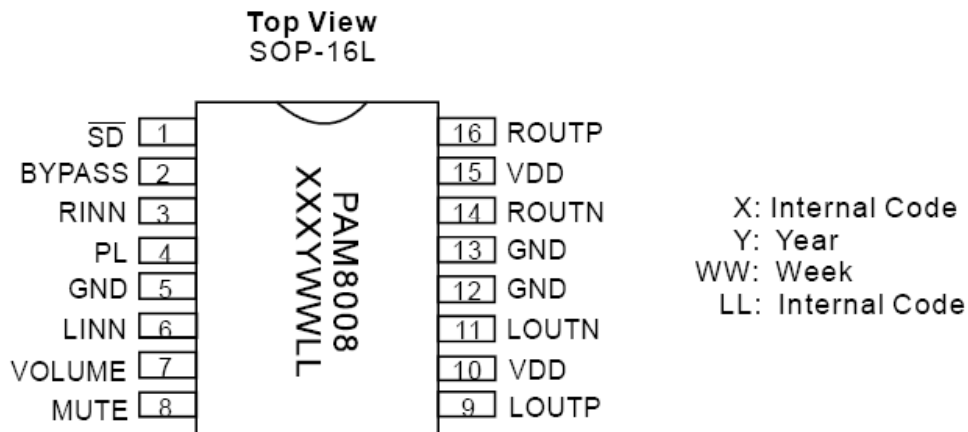 Top View
SOP-16L
SD 1
BYPASS 2
RINN 3
PL 4
GND 5
LINN 6
VOLUME 7
MUTE 8
PAM8008
XXXYWWLL
16 ROUTP
15 VDD
14 ROUTN
13 GND
12 GND
11 LOUTN
10 VDD
9 LOUTP
X: Internal Code
Y: Year
WW: Week
LL: Internal Code